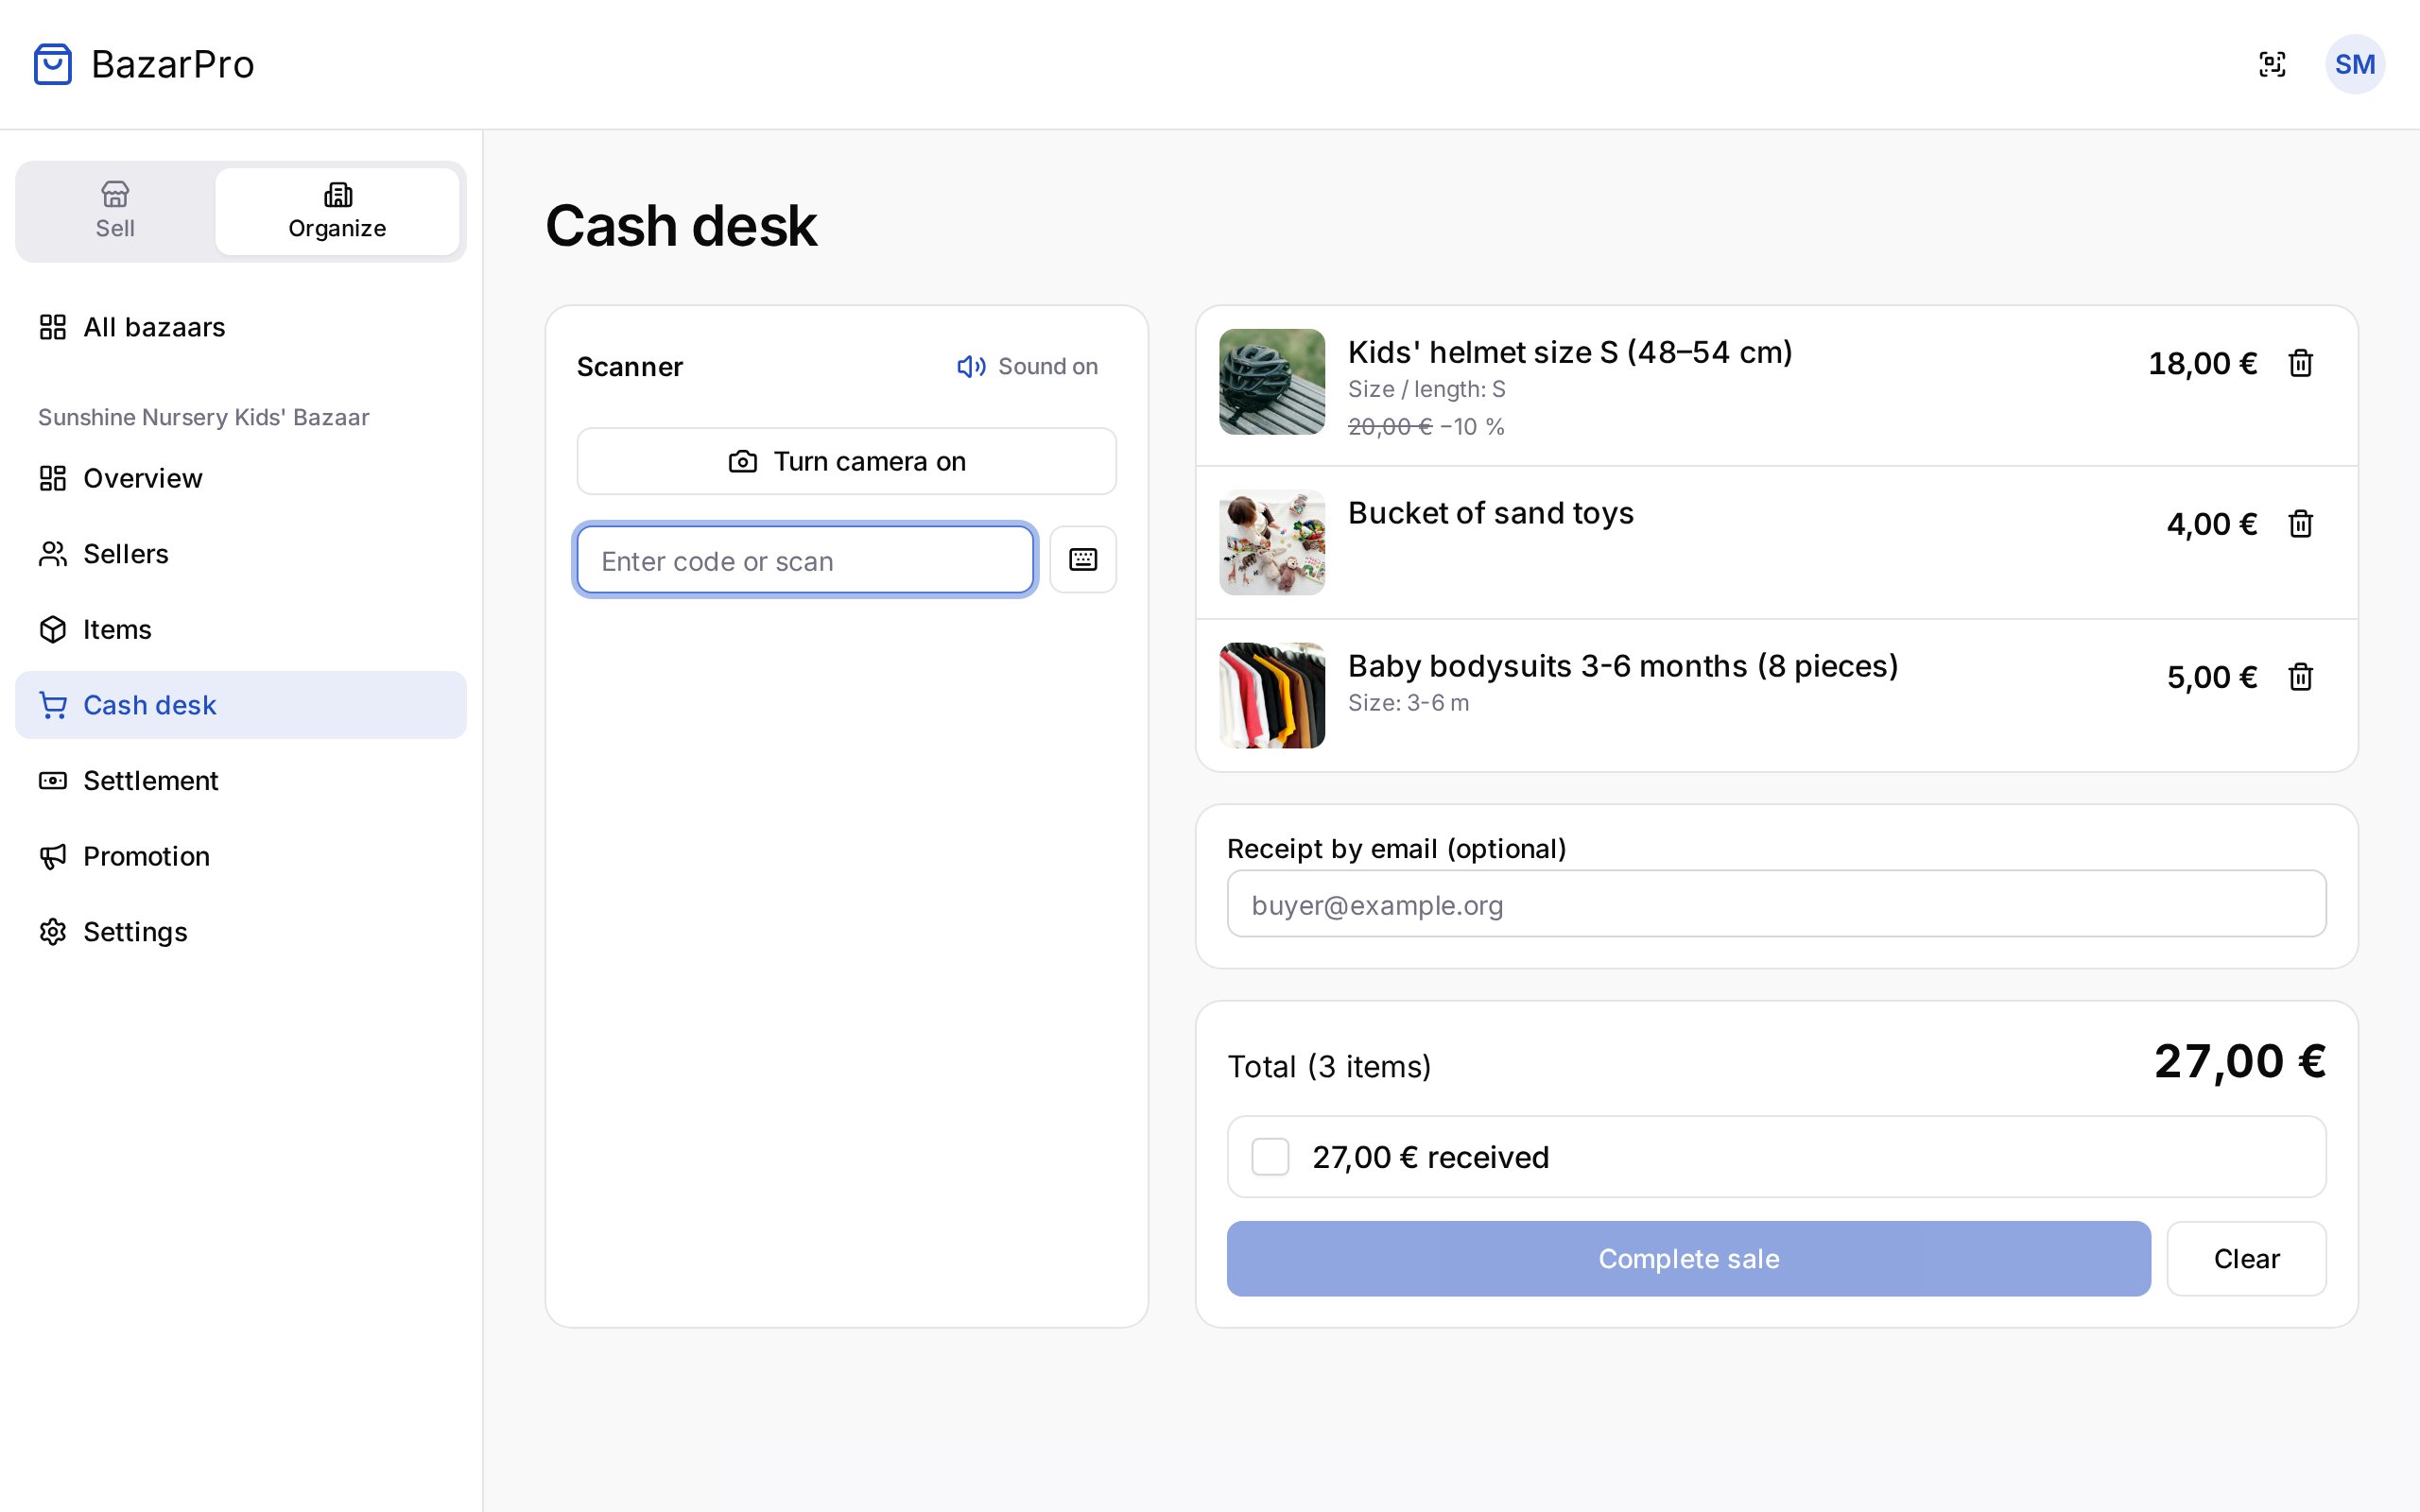 BazarPro
SM
Sell
Organize
All bazaars
Sunshine Nursery Kids' Bazaar
Overview
Sellers
Items
Cash desk
Settlement
Promotion
Settings
Cash desk
Scanner
Sound on
Turn camera on
Enter code or scan
Kids' helmet size S (48–54 cm)
Size / length: S
20,00 € −10 %
18,00 €
Bucket of sand toys
4,00 €
Baby bodysuits 3-6 months (8 pieces)
Size: 3-6 m
5,00 €
Receipt by email (optional)
buyer@example.org
Total (3 items)
27,00 €
27,00 € received
Complete sale
Clear